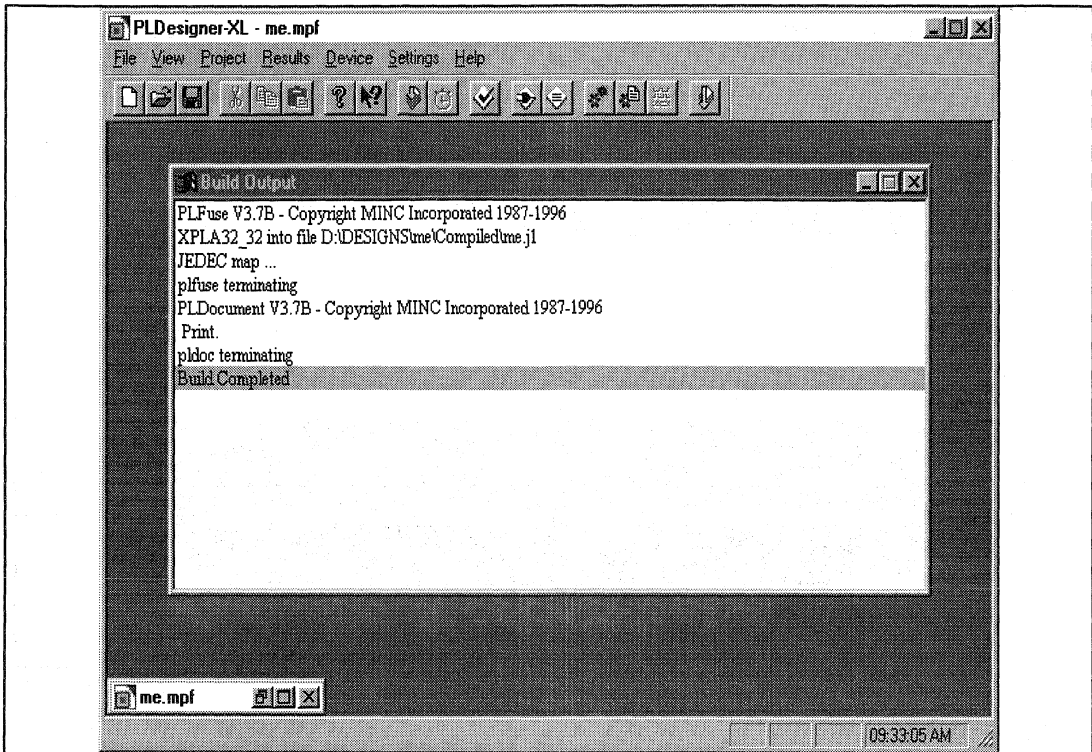 PLDesigner-XL - me.mpf
File View Project Results Device Settings Help
Build Output
PLFuse V3.7B - Copyright MINC Incorporated 1987-1996
XPLA32_32 into file D:\DESIGNS\me\Compiled\me.j1
JEDEC map ...
plfuse terminating
PLDocument V3.7B - Copyright MINC Incorporated 1987-1996
Print.
pldoc terminating
Build Completed
me.mpf
09:33:05 AM